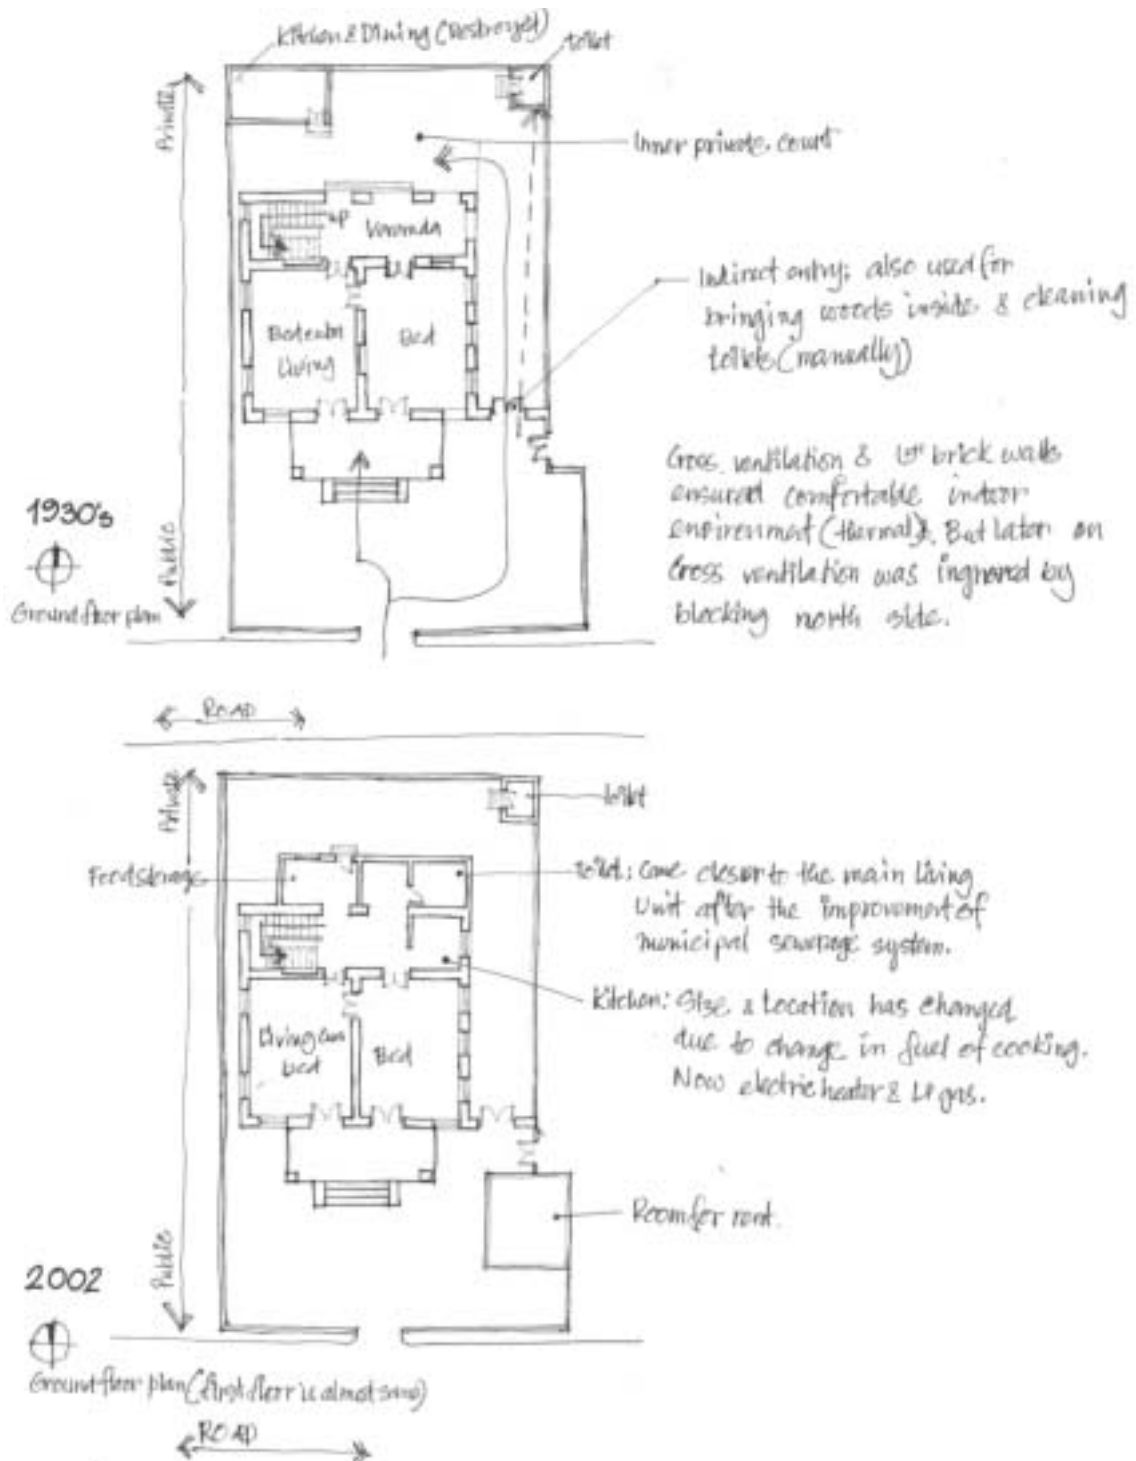 Kitchen & Dining (Destroyed)
toilet
Private
Inner private court
up
Veranda
Indirect entry; also used for
bringing woods inside & cleaning
toilets (manually)
Living
Bed
Cross ventilation & brick walls
ensured comfortable indoor
environmat (thermal). But later on
Cross ventilation was ingnored by
blocking north side.
1930's
Public
Ground floor plan
ROAD
Private
toilet
Food storage
toilet: Came closer to the main living
Unit after the improvement of
municipal sewerage system.
Kitchen: Size & Location has changed
due to change in fuel of cooking.
Now electric heater & LP gas.
Living cum
bed
Bed
Room for rent.
Public
2002
Ground floor plan (first floor is almost same)
ROAD